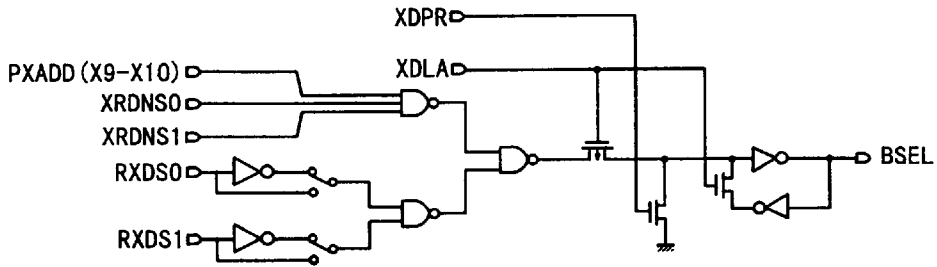 XDPR
XDLA
PXADD(X9-X10)
XRDNS0
XRDNS1
RXDS0
RXDS1
BSEL